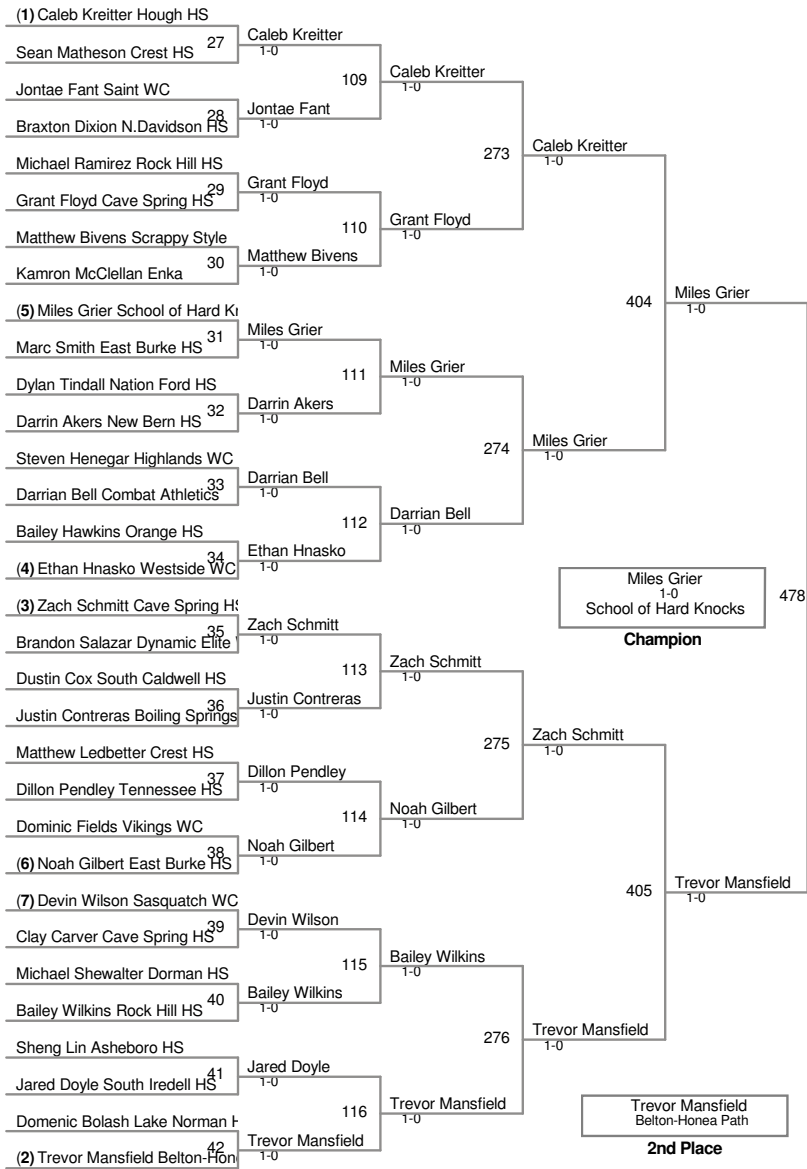 (1) Caleb Kreitter Hough HS
27
Sean Matheson Crest HS
Jontae Fant Saint WC
28
Braxton Dixion N.Davidson HS
Michael Ramirez Rock Hill HS
29
Grant Floyd Cave Spring HS
Matthew Bivens Scrappy Style
30
Kamron McClellan Enka
(5) Miles Grier School of Hard
31
Marc Smith East Burke HS
Dylan Tindall Nation Ford HS
32
Darrin Akers New Bern HS
Steven Henegar Highlands WC
33
Darrian Bell Combat Athletics
Bailey Hawkins Orange HS
34
(4) Ethan Hnasko Westside WC
(3) Zach Schmitt Cave Spring HS
35
Brandon Salazar Dynamic Elite
Dustin Cox South Caldwell HS
36
Justin Contreras Boiling Springs
Matthew Ledbetter Crest HS
37
Dillon Pendley Tennessee HS
Dominic Fields Vikings WC
38
(6) Noah Gilbert East Burke HS
(7) Devin Wilson Sasquatch WC
39
Clay Carver Cave Spring HS
Michael Shewalter Dorman HS
40
Bailey Wilkins Rock Hill HS
Sheng Lin Asheboro HS
41
Jared Doyle South Iredell HS
Domenic Bolash Lake Norman
42
(2) Trevor Mansfield Belton-Hon
Caleb Kreitter
1-0
109
Jontae Fant
1-0
Grant Floyd
1-0
110
Matthew Bivens
1-0
Miles Grier
1-0
111
Darrin Akers
1-0
Darrian Bell
1-0
112
Ethan Hnasko
1-0
Zach Schmitt
1-0
113
Justin Contreras
1-0
Dillon Pendley
1-0
114
Noah Gilbert
1-0
Devin Wilson
1-0
115
Bailey Wilkins
1-0
Jared Doyle
1-0
116
Trevor Mansfield
1-0
Caleb Kreitter
1-0
273
Grant Floyd
1-0
Miles Grier
1-0
274
Darrian Bell
1-0
Zach Schmitt
1-0
275
Noah Gilbert
1-0
Bailey Wilkins
1-0
276
Trevor Mansfield
1-0
Caleb Kreitter
1-0
404
Miles Grier
1-0
Zach Schmitt
1-0
405
Trevor Mansfield
1-0
Miles Grier
1-0
478
Trevor Mansfield
1-0
Miles Grier
1-0
School of Hard Knocks
Champion
Trevor Mansfield
Belton-Honea Path
2nd Place